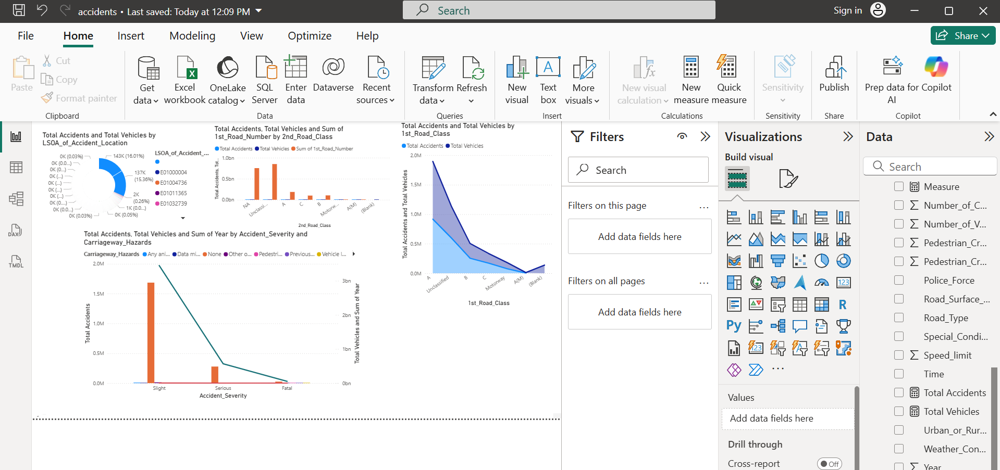 accidents • Last saved: Today at 12:09 PM
Search
Sign in
File
Home
Insert
Modeling
View
Optimize
Help
Share
Paste
Cut
Copy
Format painter
Clipboard
Get data
Excel workbook
OneLake catalog
SQL Server
Enter data
Dataverse
Recent sources
Data
Transform data
Refresh
Queries
New visual
Text box
More visuals
Insert
New visual calculation
New measure
Quick measure
Calculations
Sensitivity
Sensitivity
Publish
Share
Prep data for AI
Copilot
Copilot
DAX
TMDL
Total Accidents and Total Vehicles by
LSOA_of_Accident_Location
0K (0.03%)
0K (0.0...)
0K (...)
0K (...)
0K (...)
0K (...)
0K (...)
0K (0....)
0K (0.0...)
0K (0.03%)
143K (16.01%)
137K
(15.36%)
2K
(0.26%)
1K (0.0...)
0K (0.05%)
LSOA_of_Accident_...
E01000004
E01004736
E01011365
E01032739
Total Accidents, Total Vehicles and Sum of
1st_Road_Number by 2nd_Road_Class
Total Accidents
Total Vehicles
Sum of 1st_Road_Number
Total Accidents, Tot...
1.0bn
0.5bn
0.0bn
NA
Unclassi...
A
C
B
Motorw...
A(M)
(Blank)
2nd_Road_Class
Total Accidents and Total Vehicles by
1st_Road_Class
Total Accidents
Total Vehicles
Total Accidents and Total Vehicles
2.0M
1.5M
1.0M
0.5M
0.0M
A
Unclassified
B
C
Motorway
A(M)
(Blank)
1st_Road_Class
Total Accidents, Total Vehicles and Sum of Year by Accident_Severity and
Carriageway_Hazards
Carriageway_Hazards
Any ani...
Data mi...
None
Other o...
Pedestri...
Previous...
Vehicle l...
Total Accidents
2.0M
1.5M
1.0M
0.5M
0.0M
3bn
2bn
1bn
0bn
Total Vehicles and Sum of Year
Slight
Serious
Fatal
Accident_Severity
Filters
Search
Filters on this page
...
Add data fields here
Filters on all pages
...
Add data fields here
Visualizations
Build visual
123
R
Py
123
...
Values
Add data fields here
Drill through
Cross-report
Off
Data
Search
Measure
Number_of_C...
Number_of_V...
Pedestrian_Cr...
Pedestrian_Cr...
Police_Force
Road_Surface_...
Road_Type
Special_Condi...
Speed_limit
Time
Total Accidents
Total Vehicles
Urban_or_Rur...
Weather_Con...
Year